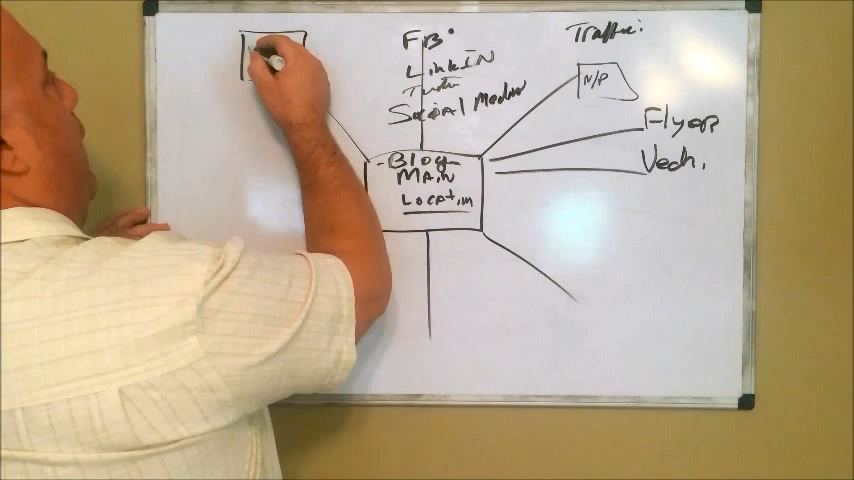 FB
LinkIN
Social Media
Traffic:
N/P
Flyer
Vech.
-Blog-
MAIN
LOCATION